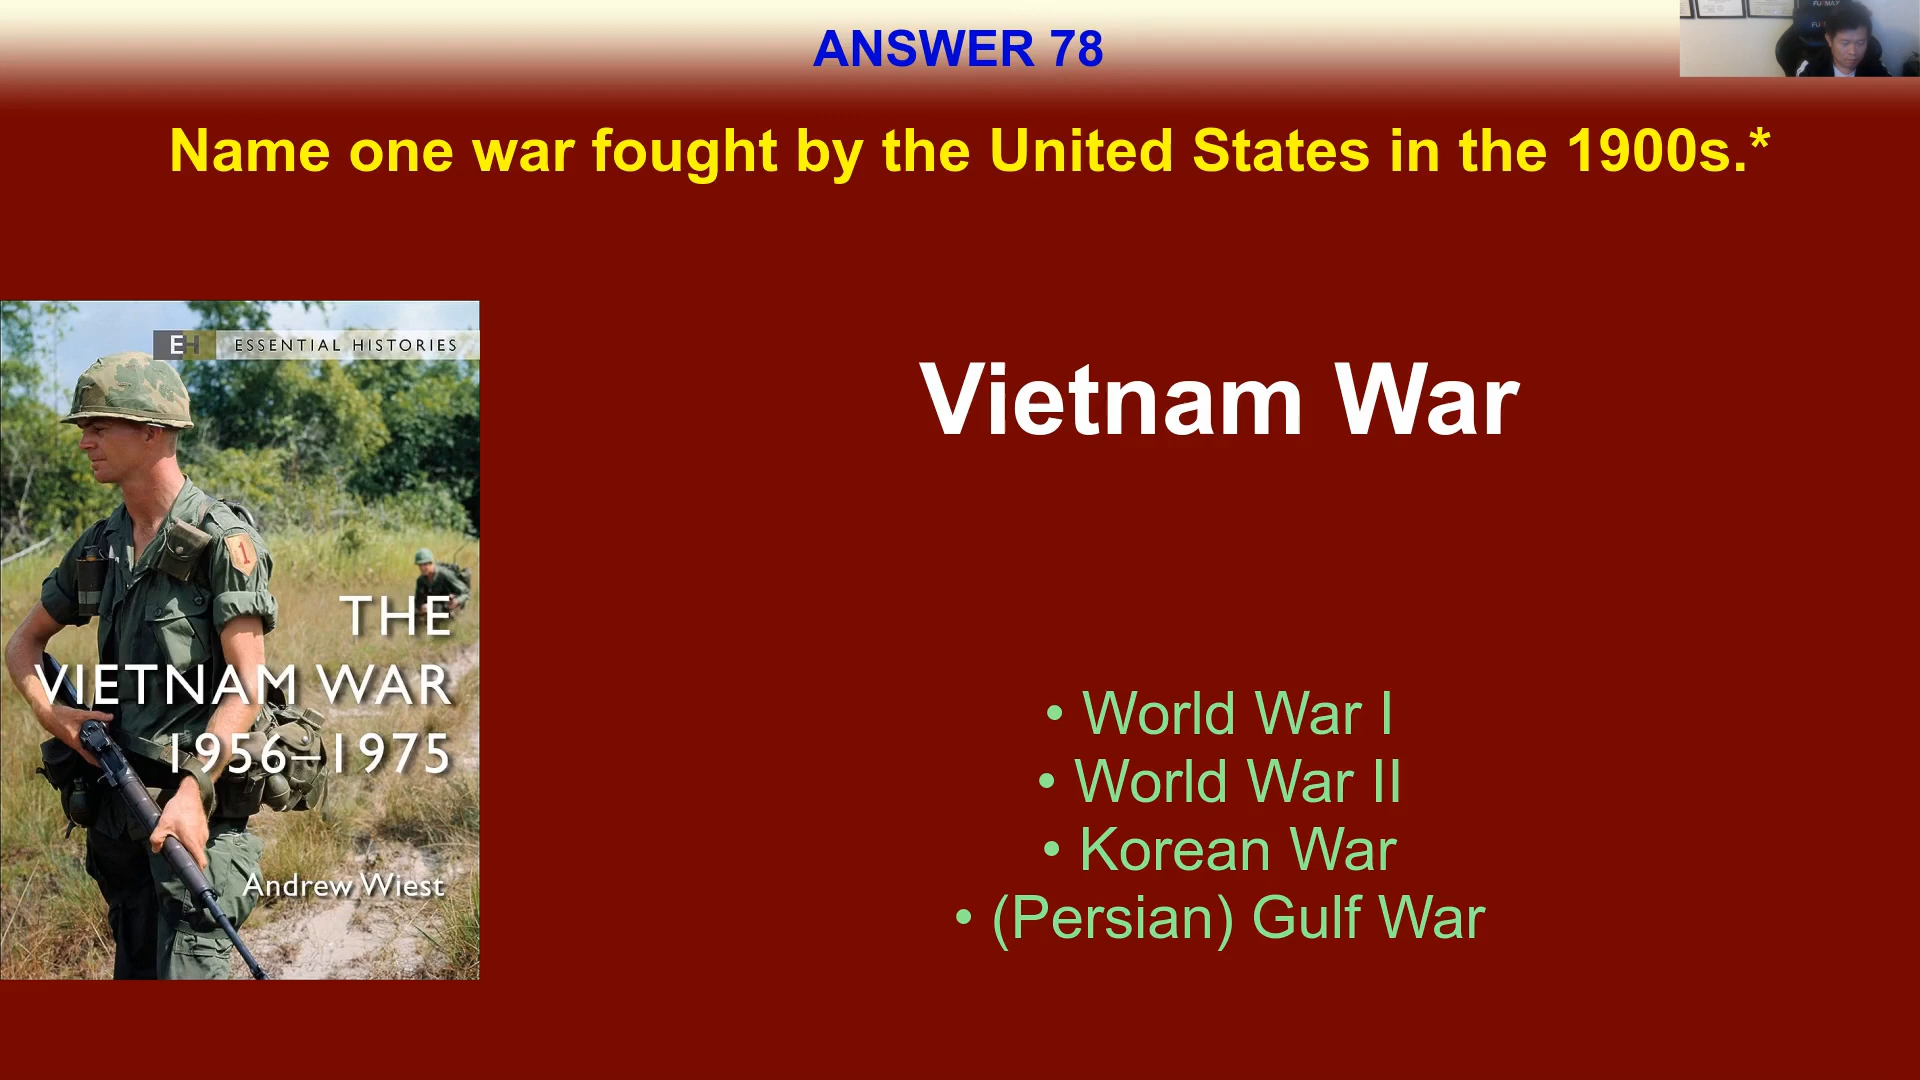 ANSWER 78
Name one war fought by the United States in the 1900s.*
EH ESSENTIAL HISTORIES
Vietnam War
1
THE
VIETNAM WAR
1956–1975
Andrew Wiest
• World War I
• World War II
• Korean War
• (Persian) Gulf War